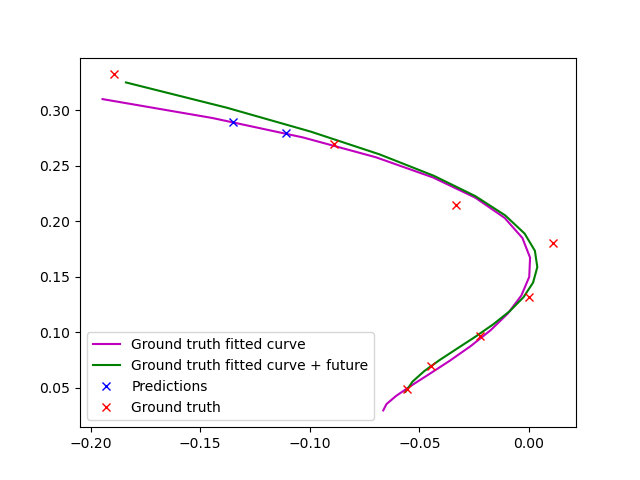 0.30
0.25
0.20
0.15
0.10
0.05
Ground truth fitted curve
Ground truth fitted curve + future
Predictions
Ground truth
−0.20 −0.15 −0.10 −0.05 0.00